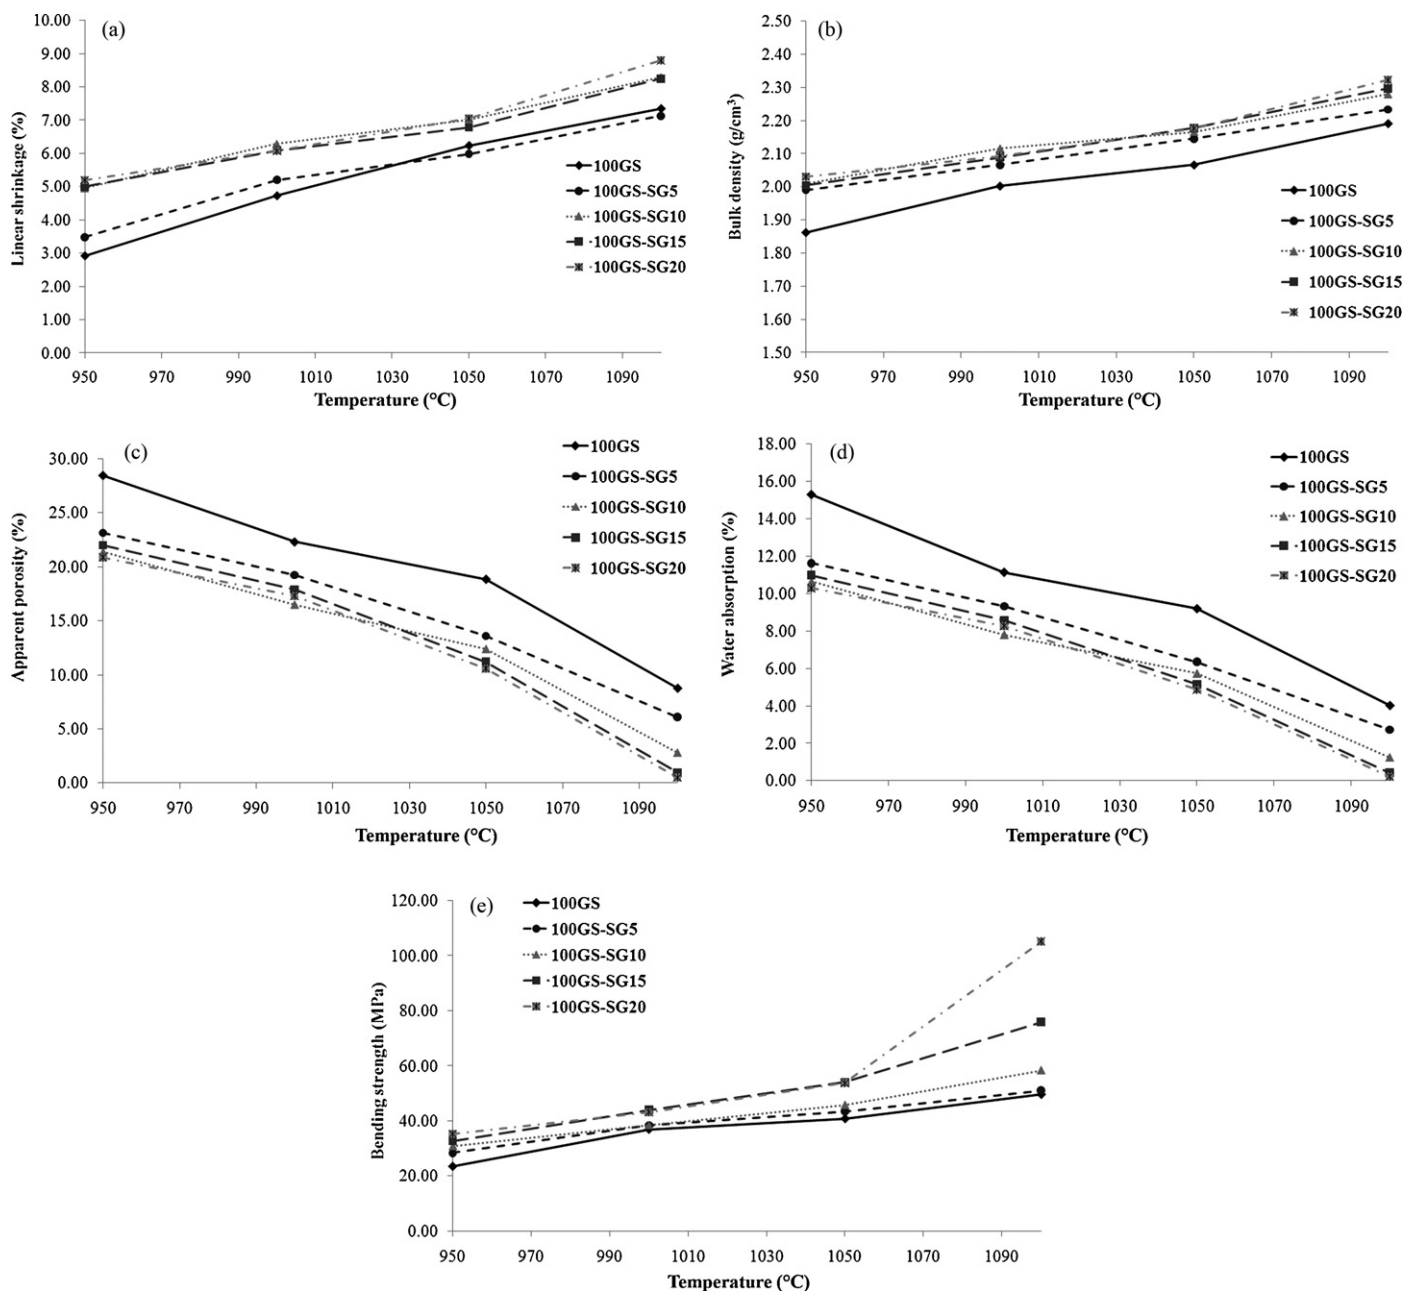 (a)
10.00
9.00
8.00
7.00
6.00
5.00
4.00
3.00
2.00
1.00
0.00
Linear shrinkage (%)
950 970 990 1010 1030 1050 1070 1090
Temperature (°C)
100GS
100GS-SG5
100GS-SG10
100GS-SG15
100GS-SG20
(b)
2.50
2.40
2.30
2.20
2.10
2.00
1.90
1.80
1.70
1.60
1.50
Bulk density (g/cm³)
950 970 990 1010 1030 1050 1070 1090
Temperature (°C)
100GS
100GS-SG5
100GS-SG10
100GS-SG15
100GS-SG20
(c)
30.00
25.00
20.00
15.00
10.00
5.00
0.00
Apparent porosity (%)
950 970 990 1010 1030 1050 1070 1090
Temperature (°C)
100GS
100GS-SG5
100GS-SG10
100GS-SG15
100GS-SG20
(d)
18.00
16.00
14.00
12.00
10.00
8.00
6.00
4.00
2.00
0.00
Water absorption (%)
950 970 990 1010 1030 1050 1070 1090
Temperature (°C)
100GS
100GS-SG5
100GS-SG10
100GS-SG15
100GS-SG20
(e)
120.00
100.00
80.00
60.00
40.00
20.00
0.00
Bending strength (MPa)
950 970 990 1010 1030 1050 1070 1090
Temperature (°C)
100GS
100GS-SG5
100GS-SG10
100GS-SG15
100GS-SG20